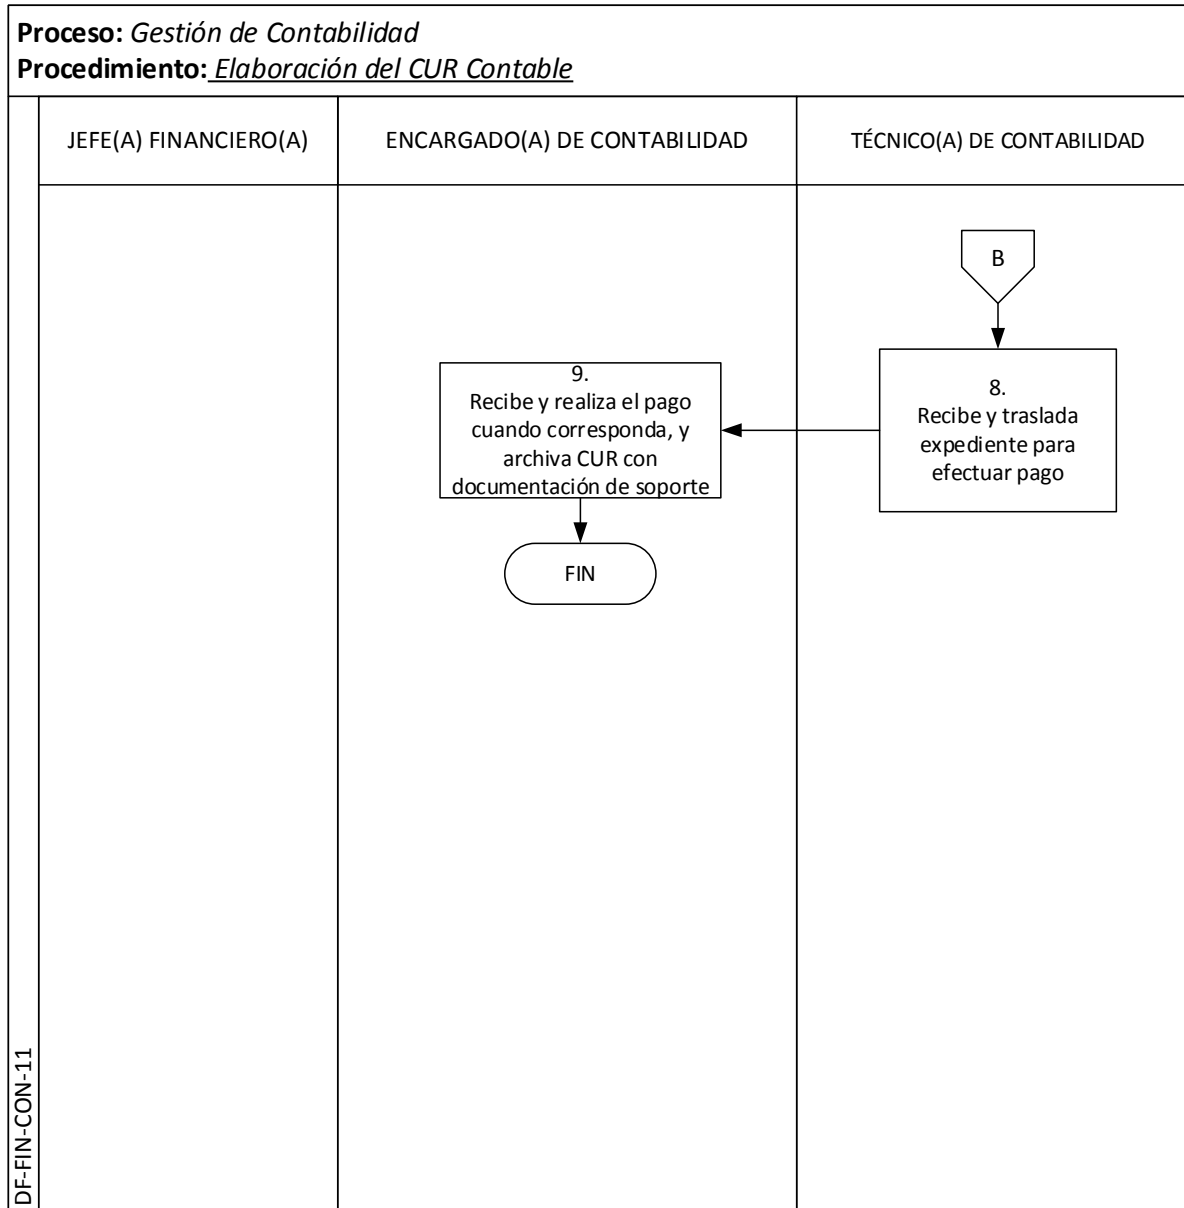 Proceso: Gestión de Contabilidad
Procedimiento: Elaboración del CUR Contable
JEFE(A) FINANCIERO(A)
ENCARGADO(A) DE CONTABILIDAD
TÉCNICO(A) DE CONTABILIDAD
B
8.
Recibe y traslada
expediente para
efectuar pago
9.
Recibe y realiza el pago
cuando corresponda, y
archiva CUR con
documentación de soporte
FIN
DF-FIN-CON-11